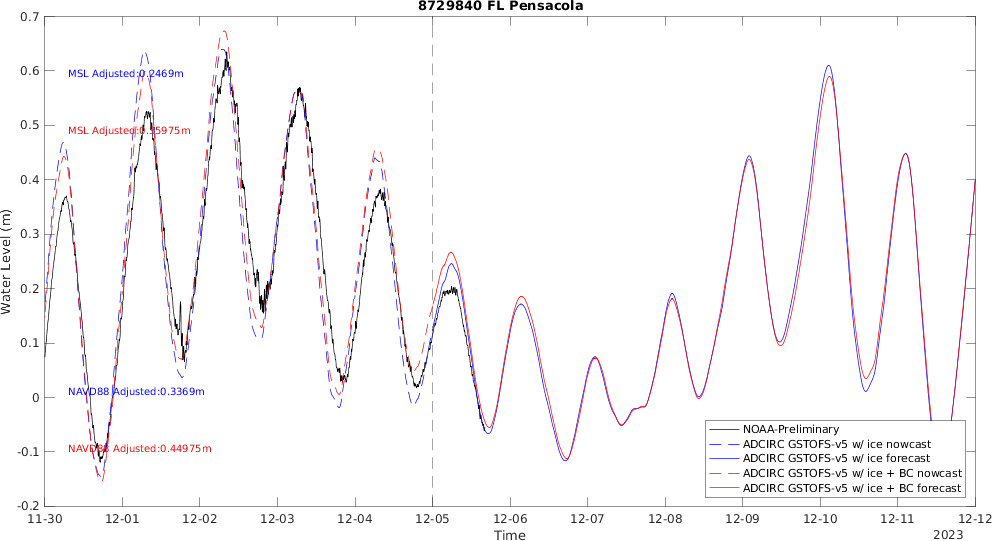 8729840 FL Pensacola
0.7
0.6
0.5
0.4
0.3
0.2
0.1
0
-0.1
-0.2
Water Level (m)
MSL Adjusted:0.2469m
MSL Adjusted:0.35975m
NAVD88 Adjusted:0.3369m
NAVD88 Adjusted:0.44975m
NOAA-Preliminary
ADCIRC GSTOFS-v5 w/ ice nowcast
ADCIRC GSTOFS-v5 w/ ice forecast
ADCIRC GSTOFS-v5 w/ ice + BC nowcast
ADCIRC GSTOFS-v5 w/ ice + BC forecast
11-30 12-01 12-02 12-03 12-04 12-05 12-06 12-07 12-08 12-09 12-10 12-11 12-12
Time
2023